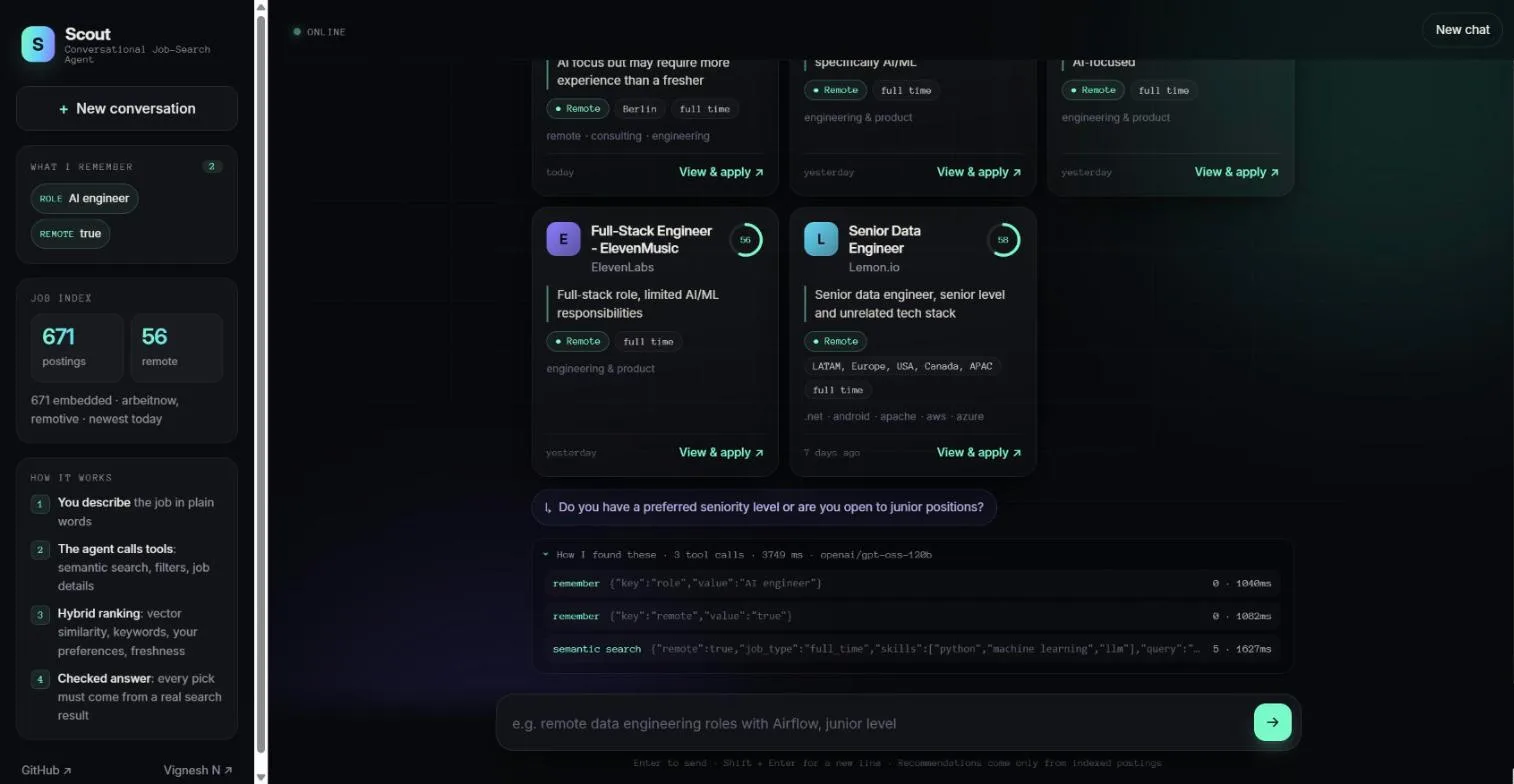 S
Scout
Conversational Job-Search
Agent
+ New conversation
WHAT I REMEMBER 2
ROLE AI engineer
REMOTE true
JOB INDEX
671
postings
56
remote
671 embedded · arbeitnow,
remotive · newest today
HOW IT WORKS
1 You describe the job in plain
words
2 The agent calls tools:
semantic search, filters, job
details
3 Hybrid ranking: vector
similarity, keywords, your
preferences, freshness
4 Checked answer: every pick
must come from a real search
result
GitHub ↗ Vignesh N ↗
ONLINE
New chat
AI focus but may require more
experience than a fresher
Remote Berlin full time
remote · consulting · engineering
today View & apply ↗
specifically AI/ML
Remote full time
engineering & product
yesterday View & apply ↗
AI-focused
Remote full time
engineering & product
yesterday View & apply ↗
E
Full-Stack Engineer
- ElevenMusic
ElevenLabs
56
Full-stack role, limited AI/ML
responsibilities
Remote full time
engineering & product
yesterday View & apply ↗
L
Senior Data
Engineer
Lemon.io
58
Senior data engineer, senior level
and unrelated tech stack
Remote
LATAM, Europe, USA, Canada, APAC
full time
.net · android · apache · aws · azure
7 days ago View & apply ↗
Do you have a preferred seniority level or are you open to junior positions?
How I found these · 3 tool calls · 3749 ms · openai/gpt-oss-120b
remember {"key":"role","value":"AI engineer"} 0 · 1040ms
remember {"key":"remote","value":"true"} 0 · 1082ms
semantic search {"remote":true,"job_type":"full_time","skills":["python","machine learning","llm"],"query":"… 5 · 1627ms
e.g. remote data engineering roles with Airflow, junior level
Enter to send · Shift + Enter for a new line · Recommendations come only from indexed postings